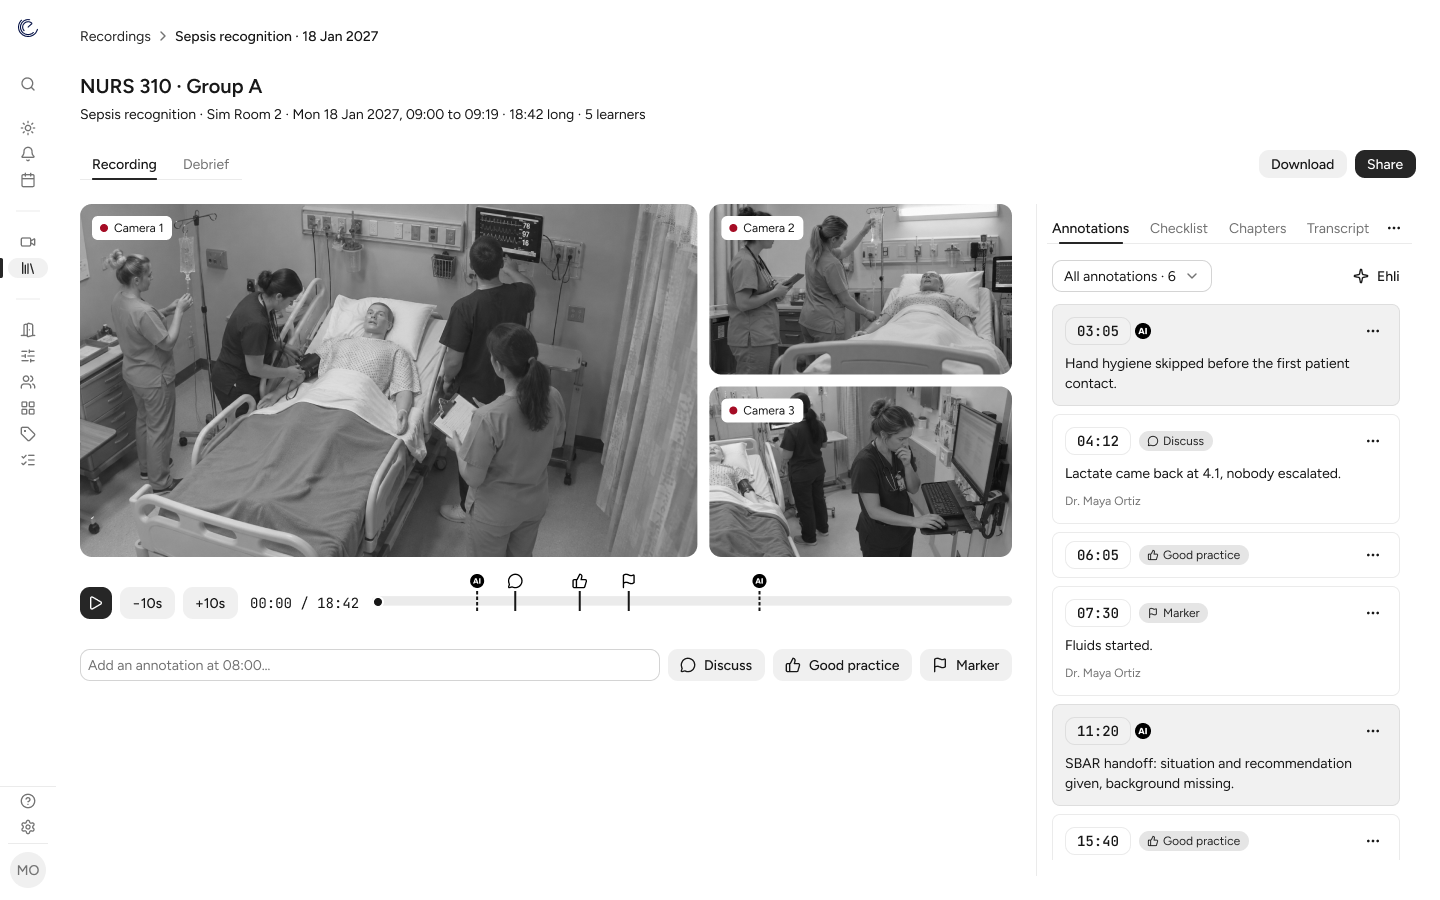 Recordings > Sepsis recognition · 18 Jan 2027
NURS 310 · Group A
Sepsis recognition · Sim Room 2 · Mon 18 Jan 2027, 09:00 to 09:19 · 18:42 long · 5 learners
Recording
Debrief
Download
Share
Camera 1
78
97
16
Camera 2
Camera 3
AI
AI
-10s
+10s
00:00 / 18:42
Add an annotation at 08:00...
Discuss
Good practice
Marker
Annotations
Checklist
Chapters
Transcript
All annotations · 6
Ehli
03:05 AI
Hand hygiene skipped before the first patient
contact.
04:12 Discuss
Lactate came back at 4.1, nobody escalated.
Dr. Maya Ortiz
06:05 Good practice
07:30 Marker
Fluids started.
Dr. Maya Ortiz
11:20 AI
SBAR handoff: situation and recommendation
given, background missing.
15:40 Good practice
MO